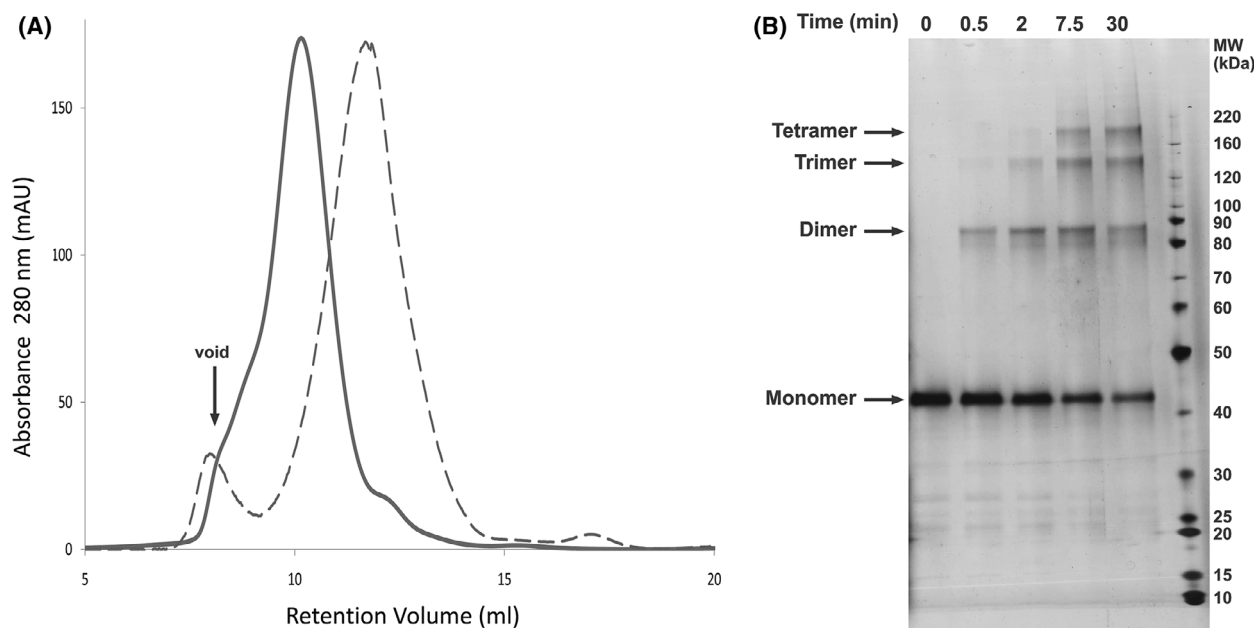 (A)
Absorbance 280 nm (mAU)
150
100
50
0
void
5
10
15
20
Retention Volume (ml)
(B)
Time (min) 0 0.5 2 7.5 30
MW
(kDa)
Tetramer
Trimer
Dimer
Monomer
220
160
120
100
90
80
70
60
50
40
30
25
20
15
10